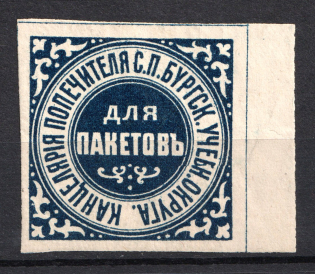 КАНЦЕЛЯРІЯ ПОПЕЧИТЕЛЯ С.П.БУРГСК. УЧЕБН. ОКРУГА.
ДЛЯ
ПАКЕТОВЪ